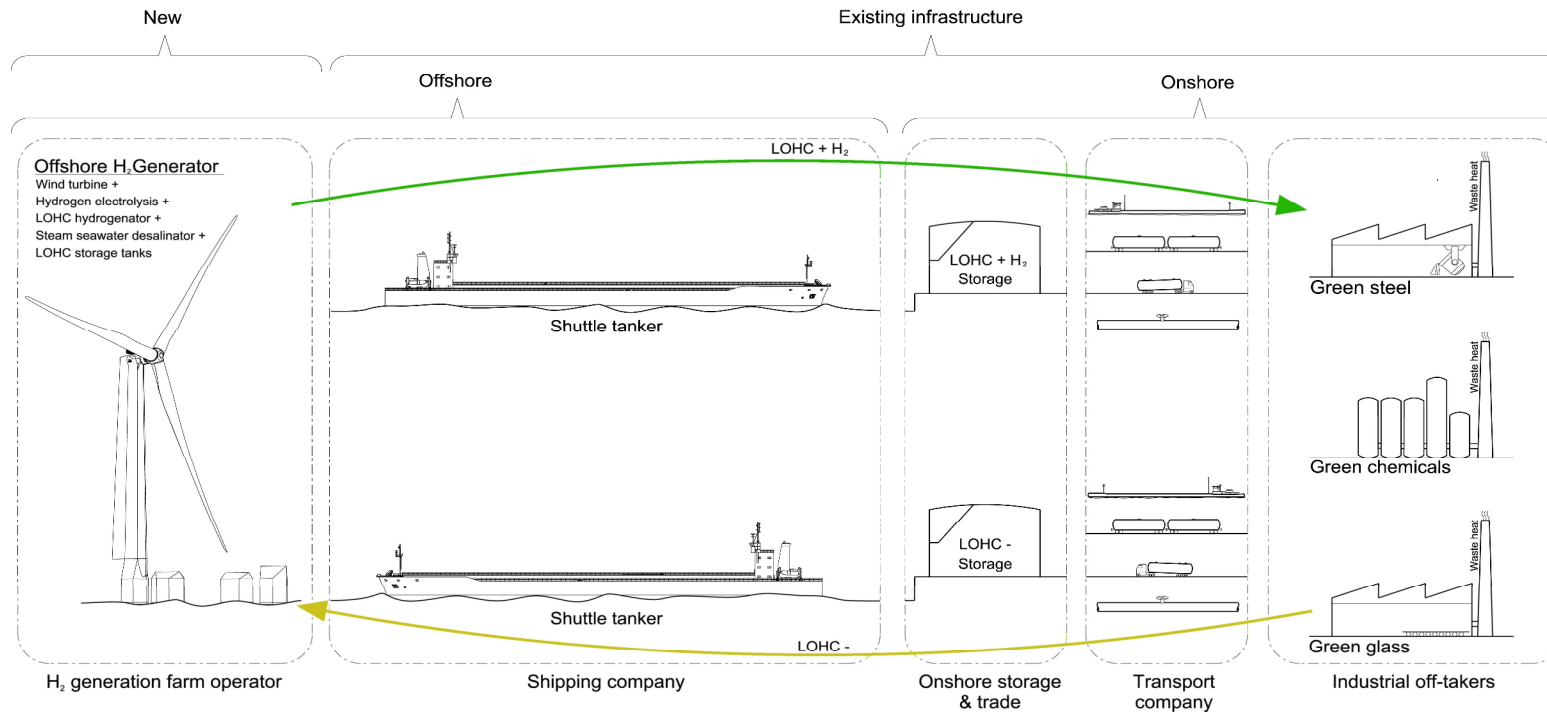 New
Existing infrastructure
Offshore
Onshore
Offshore H₂Generator
Wind turbine +
Hydrogen electrolysis +
LOHC hydrogenator +
Steam seawater desalinator +
LOHC storage tanks
LOHC + H₂
Shuttle tanker
LOHC + H₂
Storage
Waste heat
Green steel
Waste heat
Green chemicals
Shuttle tanker
LOHC -
Storage
Waste heat
Green glass
LOHC -
H₂ generation farm operator
Shipping company
Onshore storage
& trade
Transport
company
Industrial off-takers